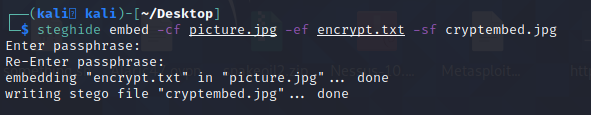 (kali kali)-[~/Desktop]
$ steghide embed -cf picture.jpg -ef encrypt.txt -sf cryptembed.jpg
Enter passphrase:
Re-Enter passphrase:
embedding "encrypt.txt" in "picture.jpg"... done
writing stego file "cryptembed.jpg"... done